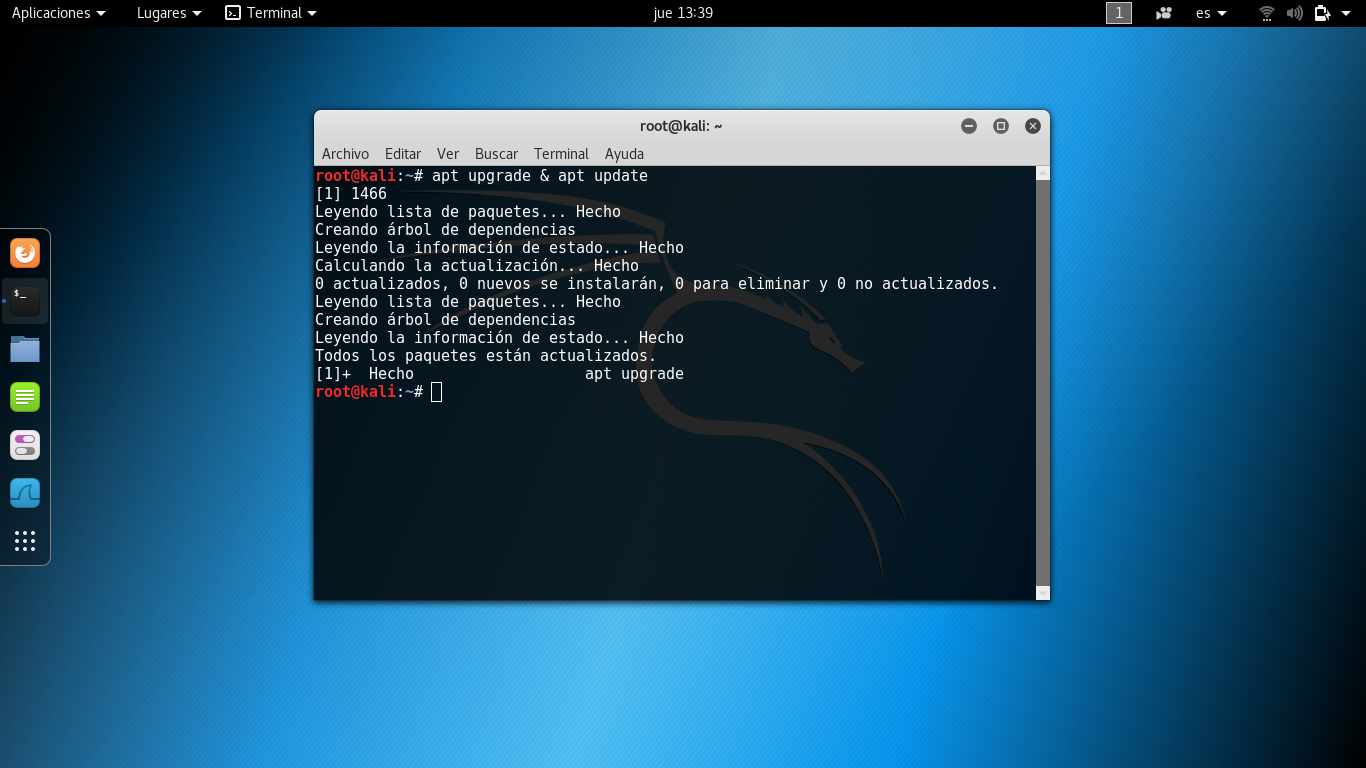 Aplicaciones Lugares Terminal jue 13:39 1 es
root@kali: ~
Archivo Editar Ver Buscar Terminal Ayuda
root@kali:~# apt upgrade & apt update
[1] 1466
Leyendo lista de paquetes... Hecho
Creando árbol de dependencias
Leyendo la información de estado... Hecho
Calculando la actualización... Hecho
0 actualizados, 0 nuevos se instalarán, 0 para eliminar y 0 no actualizados.
Leyendo lista de paquetes... Hecho
Creando árbol de dependencias
Leyendo la información de estado... Hecho
Todos los paquetes están actualizados.
[1]+  Hecho                   apt upgrade
root@kali:~#
$_